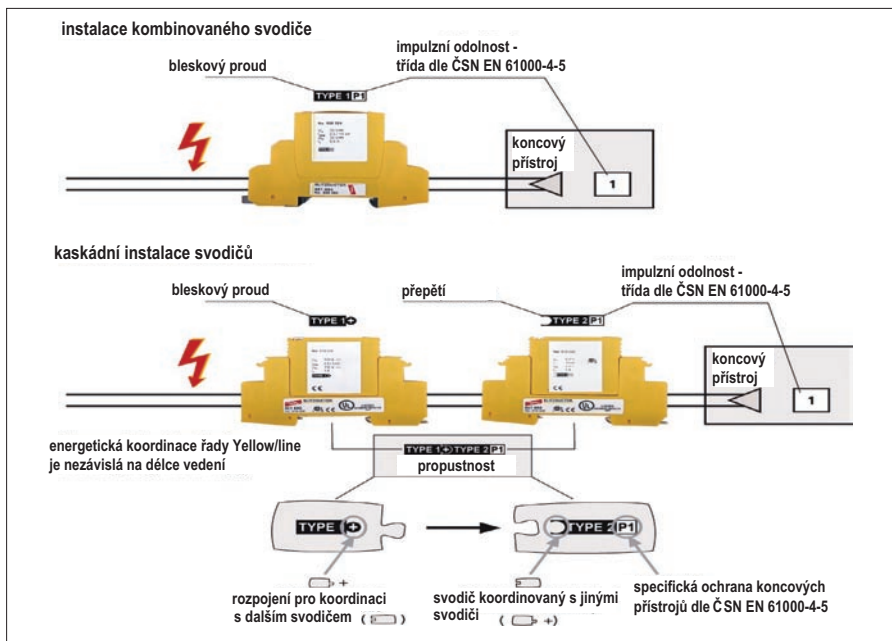 instalace kombinovaného svodiče
impulzní odolnost -
třída dle ČSN EN 61000-4-5
bleskový proud
TYPE 1 P1
koncový
přístroj
1
kaskádní instalace svodičů
impulzní odolnost -
třída dle ČSN EN 61000-4-5
bleskový proud
přepětí
TYPE 1
TYPE 2 P1
koncový
přístroj
1
energetická koordinace řady Yellow/line
je nezávislá na délce vedení
TYPE 1 TYPE 2 P1
propustnost
TYPE 1
TYPE 2 P1
rozpojení pro koordinaci
s dalším svodičem ( )
svodič koordinovaný s jinými
svodiči ( +)
specifická ochrana koncových
přístrojů dle ČSN EN 61000-4-5